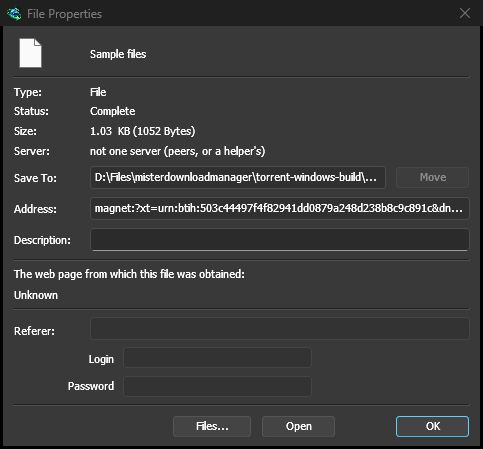 File Properties
Sample files
Type: File
Status: Complete
Size: 1.03 KB (1052 Bytes)
Server: not one server (peers, or a helper's)
Save To: D:\Files\misterdownloadmanager\torrent-windows-build\... Move
Address: magnet:?xt=urn:btih:503c44497f4f82941dd0879a248d238b8c9c891c&dn...
Description:
The web page from which this file was obtained:
Unknown
Referer:
Login
Password
Files... Open OK